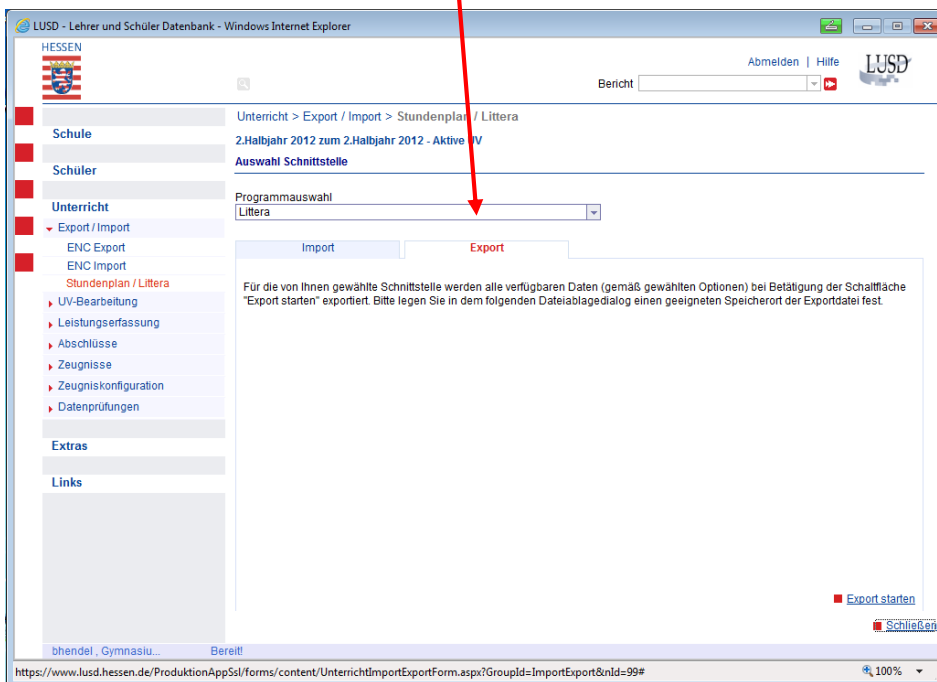 LUSD - Lehrer und Schüler Datenbank - Windows Internet Explorer
HESSEN
Abmelden | Hilfe
LUSD
Bericht
Unterricht > Export / Import > Stundenplan / Littera
2.Halbjahr 2012 zum 2.Halbjahr 2012 - Aktive UV
Auswahl Schnittstelle
Schule
Schüler
Unterricht
Export / Import
ENC Export
ENC Import
Stundenplan / Littera
UV-Bearbeitung
Leistungserfassung
Abschlüsse
Zeugnisse
Zeugniskonfiguration
Datenprüfungen
Extras
Links
Programmauswahl
Littera
Import Export
Für die von Ihnen gewählte Schnittstelle werden alle verfügbaren Daten (gemäß gewählten Optionen) bei Betätigung der Schaltfläche
"Export starten" exportiert. Bitte legen Sie in dem folgenden Dateiablagedialog einen geeigneten Speicherort der Exportdatei fest.
Export starten
Schließen
bhendel , Gymnasiu... Bereit!
https://www.lusd.hessen.de/ProduktionAppSsl/forms/content/UnterrichtImportExportForm.aspx?GroupId=ImportExport&nId=99# 100%